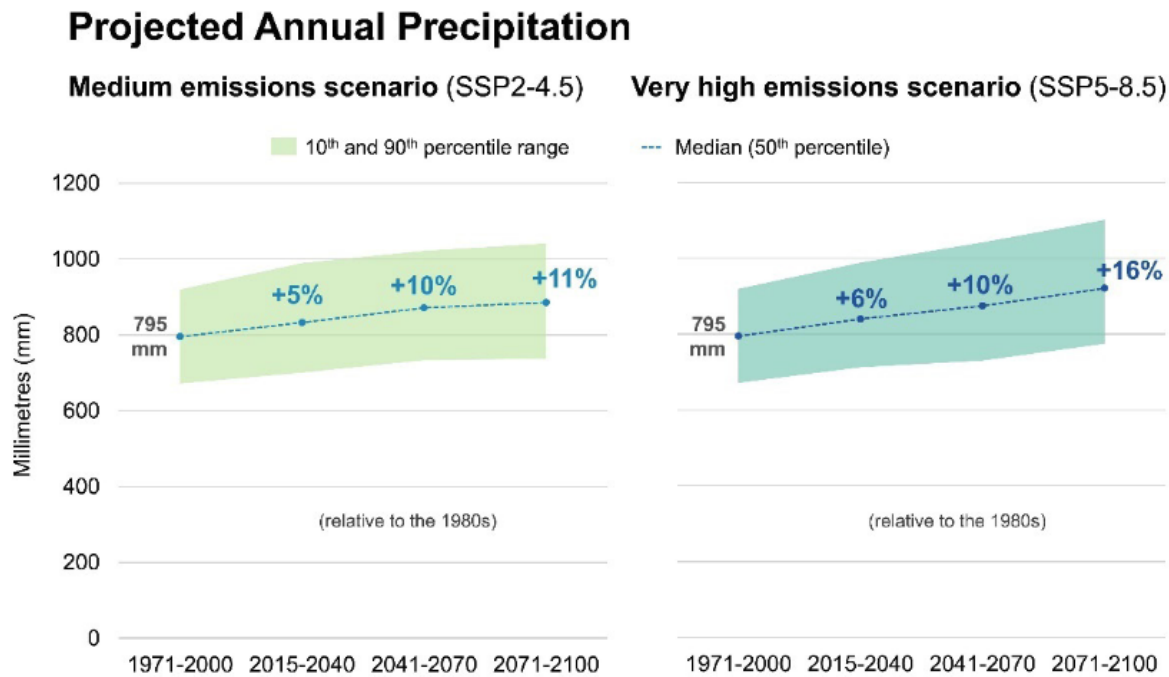 Projected Annual Precipitation
Medium emissions scenario (SSP2-4.5)
Very high emissions scenario (SSP5-8.5)
10th and 90th percentile range
Median (50th percentile)
Millimetres (mm)
1200
1000
800
600
400
200
0
795
mm
+5%
+10%
+11%
(relative to the 1980s)
1971-2000 2015-2040 2041-2070 2071-2100
795
mm
+6%
+10%
+16%
(relative to the 1980s)
1971-2000 2015-2040 2041-2070 2071-2100